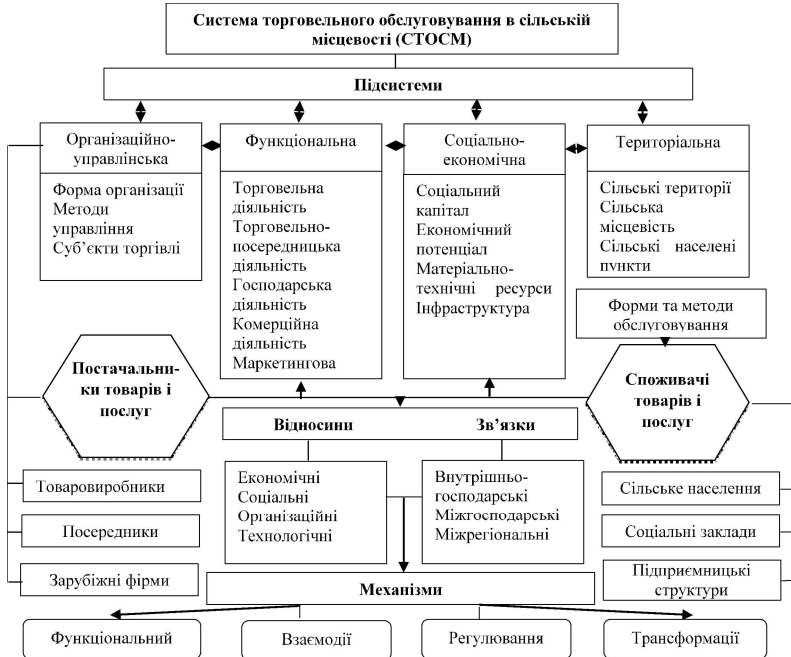 Система торговельного обслуговування в сільській
місцевості (СТОСМ)
Підсистеми
Організаційно-
управлінська
Форма організації
Методи
управління
Суб’єкти торгівлі
Функціональна
Торговельна
діяльність
Торговельно-
посередницька
діяльність
Господарська
діяльність
Комерційна
діяльність
Маркетингова
Соціально-
економічна
Соціальний
капітал
Економічний
потенціал
Матеріально-
технічні ресурси
Інфраструктура
Територіальна
Сільські території
Сільська
місцевість
Сільські населені
пункти
Форми та методи
обслуговування
Постачальни-
ки товарів і
послуг
Споживачі
товарів і
послуг
Відносини Зв’язки
Економічні
Соціальні
Організаційні
Технологічні
Внутрішньо-
господарські
Міжгосподарські
Міжрегіональні
Товаровиробники
Посередники
Зарубіжні фірми
Сільське населення
Соціальні заклади
Підприємницькі
структури
Механізми
Функціональний
Взаємодії
Регулювання
Трансформації